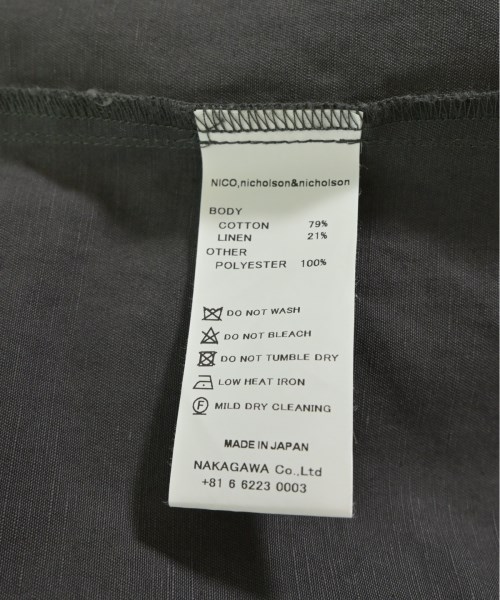 NICO,nicholson&nicholson
BODY
COTTON 79%
LINEN 21%
OTHER
POLYESTER 100%
DO NOT WASH
DO NOT BLEACH
DO NOT TUMBLE DRY
LOW HEAT IRON
F MILD DRY CLEANING
MADE IN JAPAN
NAKAGAWA Co.,Ltd
+81 6 6223 0003